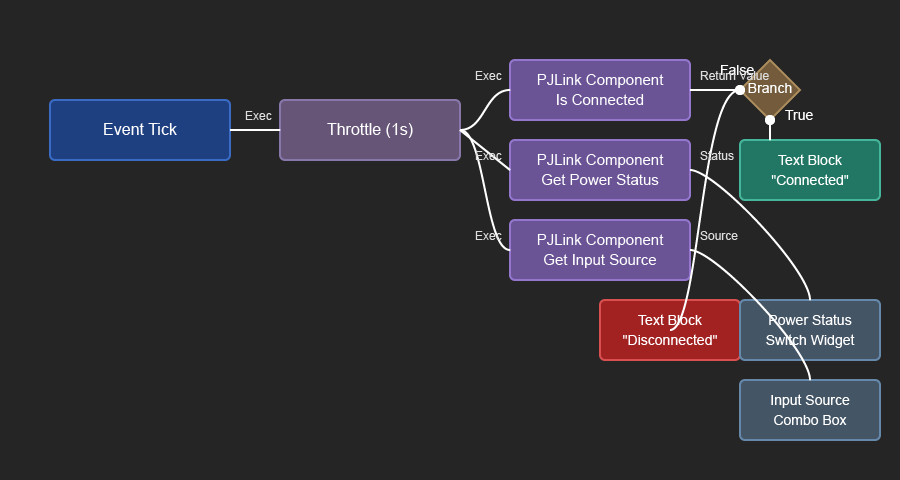 Event Tick
Exec
Throttle (1s)
Exec
PJLink Component
Is Connected
Return Value
False
Branch
True
Exec
PJLink Component
Get Power Status
Status
Text Block
"Connected"
Exec
PJLink Component
Get Input Source
Source
Text Block
"Disconnected"
Power Status
Switch Widget
Input Source
Combo Box